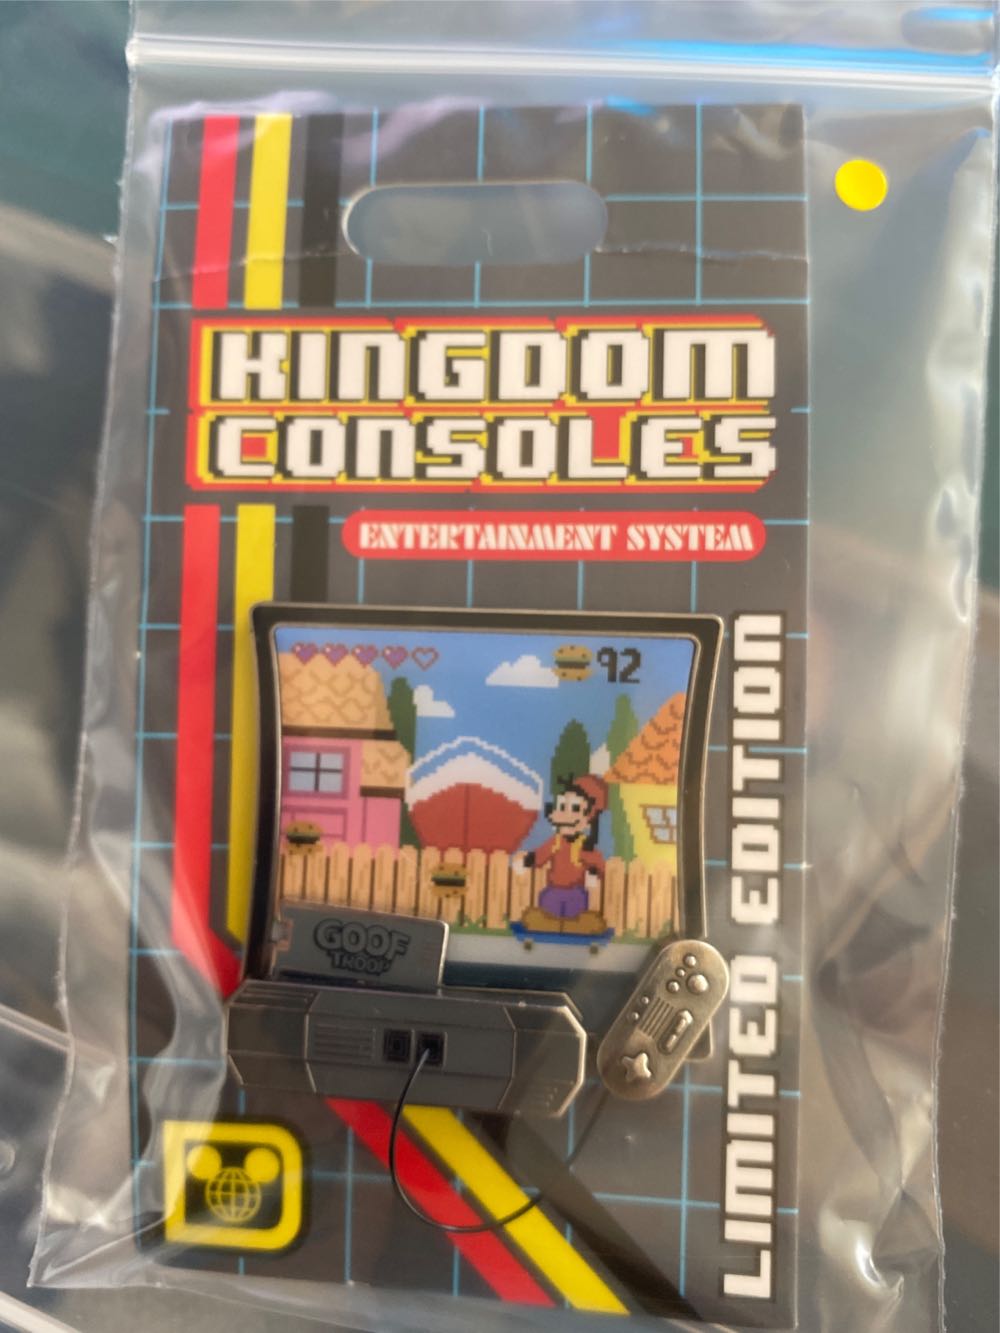 KINGDOM
CONSOLES
ENTERTAINMENT SYSTEM
92
GOOF
TROOP
LIMITED EDITION